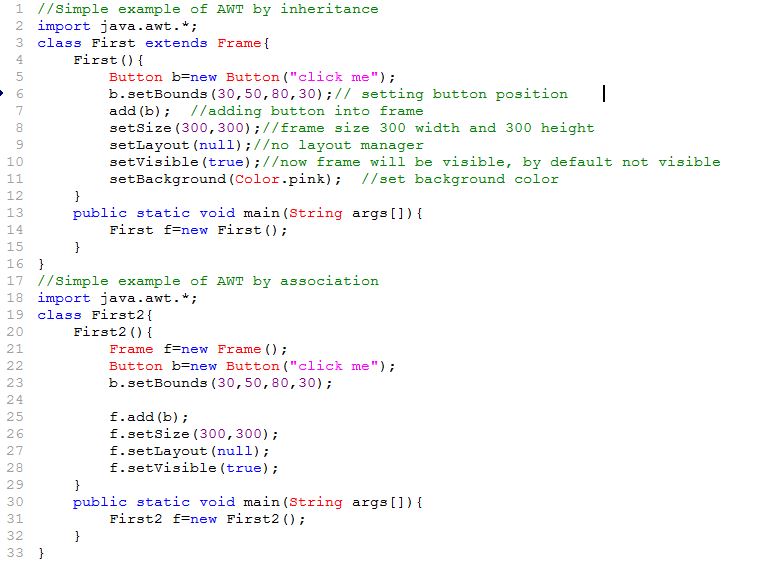 1 //Simple example of AWT by inheritance
2 import java.awt.*;
3 class First extends Frame{
4     First(){
5         Button b=new Button("click me");
6         b.setBounds(30,50,80,30);// setting button position
7         add(b);  //adding button into frame
8         setSize(300,300);//frame size 300 width and 300 height
9         setLayout(null);//no layout manager
10         setVisible(true);//now frame will be visible, by default not visible
11         setBackground(Color.pink);  //set background color
12     }
13     public static void main(String args[]){
14         First f=new First();
15     }
16 }
17 //Simple example of AWT by association
18 import java.awt.*;
19 class First2{
20     First2(){
21         Frame f=new Frame();
22         Button b=new Button("click me");
23         b.setBounds(30,50,80,30);
24
25         f.add(b);
26         f.setSize(300,300);
27         f.setLayout(null);
28         f.setVisible(true);
29     }
30     public static void main(String args[]){
31         First2 f=new First2();
32     }
33 }